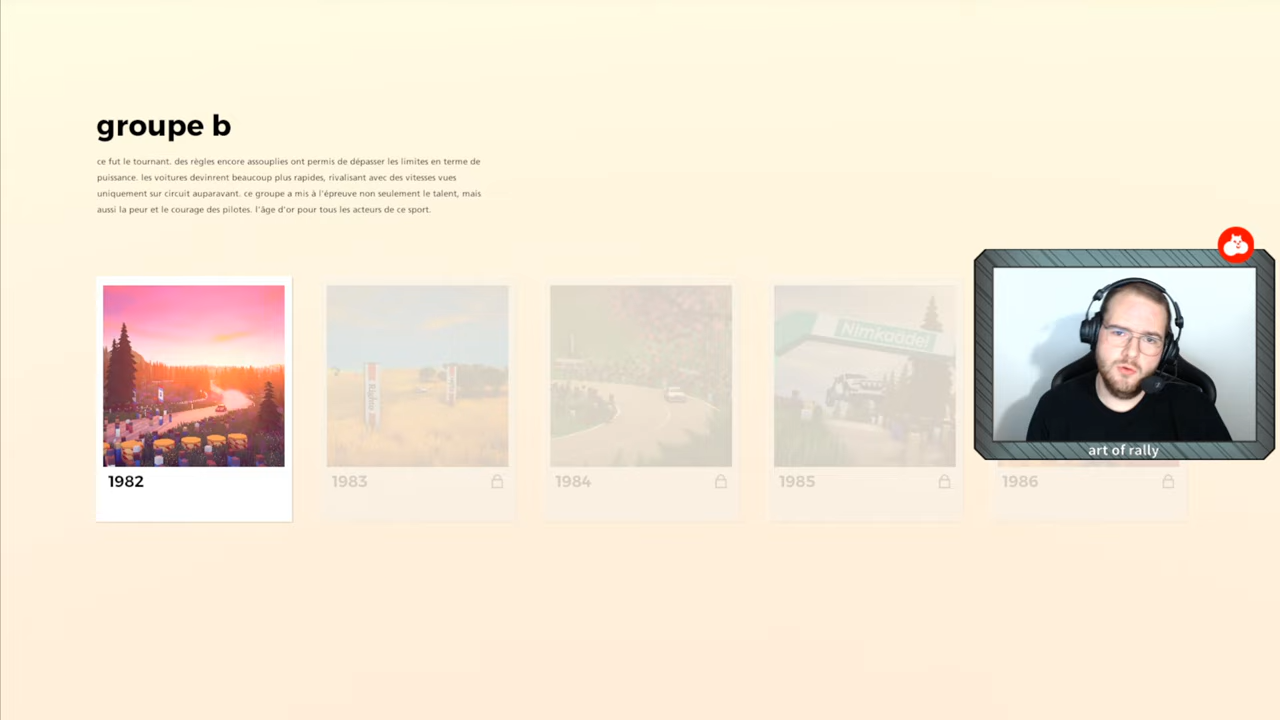 groupe b
ce fut le tournant. des règles encore assouplies ont permis de dépasser les limites en terme de
puissance. les voitures devinrent beaucoup plus rapides, rivalisant avec des vitesses vues
uniquement sur circuit auparavant. ce groupe a mis à l'épreuve non seulement le talent, mais
aussi la peur et le courage des pilotes. l'âge d'or pour tous les acteurs de ce sport.
Nimkaadel
art of rally
1982
1983
1984
1985
1986